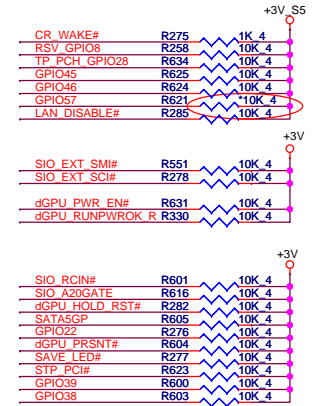 +3V_S5
CR_WAKE# R275 1K_4
RSV_GPIO8 R258 10K_4
TP_PCH_GPIO28 R634 10K_4
GPIO45 R625 10K_4
GPIO46 R624 10K_4
GPIO57 R621 *10K_4
LAN_DISABLE# R285 10K_4
+3V
SIO_EXT_SMI# R551 10K_4
SIO_EXT_SCI# R278 10K_4
dGPU_PWR_EN# R631 10K_4
dGPU_RUNPWROK_R R330 10K_4
+3V
SIO_RCIN# R601 10K_4
SIO_A20GATE R616 10K_4
dGPU_HOLD_RST# R282 10K_4
SATA5GP R605 10K_4
GPIO22 R276 10K_4
dGPU_PRSNT# R604 10K_4
SAVE_LED# R277 10K_4
STP_PCI# R623 10K_4
GPIO39 R600 10K_4
GPIO38 R603 10K_4